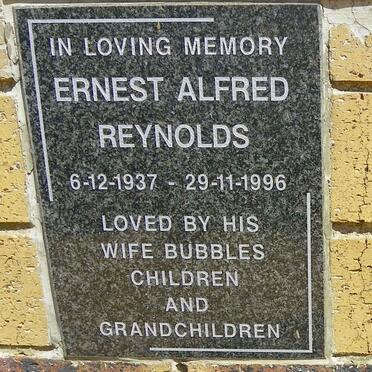 IN LOVING MEMORY
ERNEST ALFRED
REYNOLDS
6-12-1937 - 29-11-1996
LOVED BY HIS
WIFE BUBBLES
CHILDREN
AND
GRANDCHILDREN